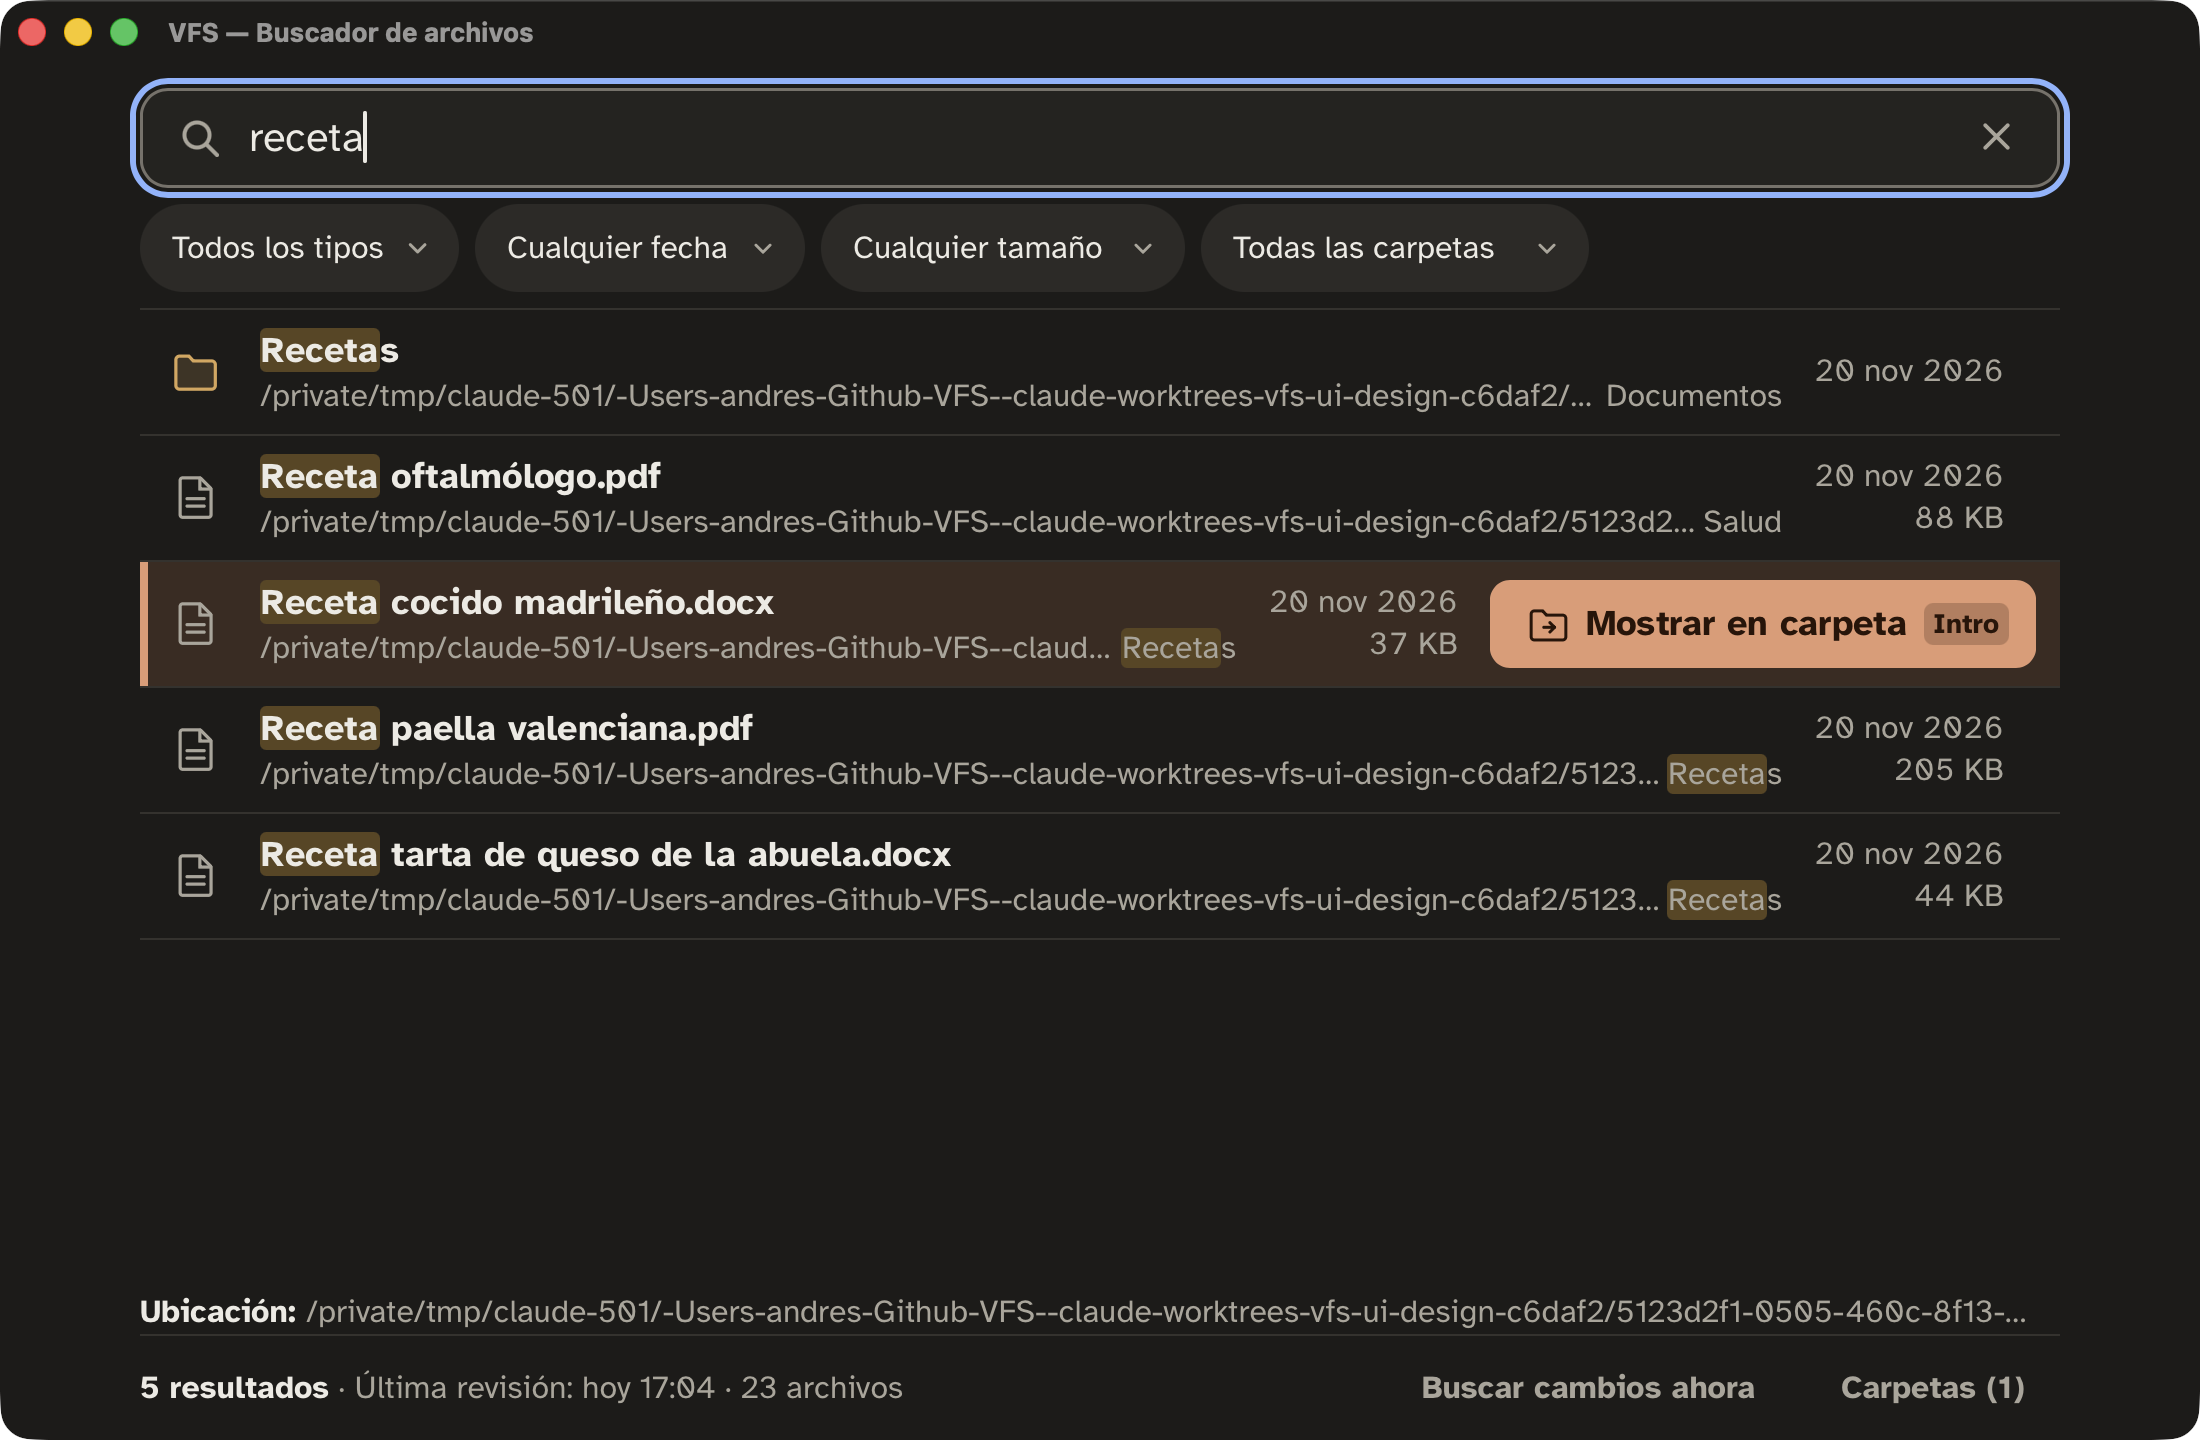 VFS — Buscador de archivos
receta
Todos los tipos
Cualquier fecha
Cualquier tamaño
Todas las carpetas
Recetas
/private/tmp/claude-501/-Users-andres-Github-VFS--claude-worktrees-vfs-ui-design-c6daf2/... Documentos
20 nov 2026
Receta oftalmólogo.pdf
/private/tmp/claude-501/-Users-andres-Github-VFS--claude-worktrees-vfs-ui-design-c6daf2/5123d2... Salud
20 nov 2026
88 KB
Receta cocido madrileño.docx
/private/tmp/claude-501/-Users-andres-Github-VFS--claud... Recetas
20 nov 2026
37 KB
Mostrar en carpeta Intro
Receta paella valenciana.pdf
/private/tmp/claude-501/-Users-andres-Github-VFS--claude-worktrees-vfs-ui-design-c6daf2/5123... Recetas
20 nov 2026
205 KB
Receta tarta de queso de la abuela.docx
/private/tmp/claude-501/-Users-andres-Github-VFS--claude-worktrees-vfs-ui-design-c6daf2/5123... Recetas
20 nov 2026
44 KB
Ubicación: /private/tmp/claude-501/-Users-andres-Github-VFS--claude-worktrees-vfs-ui-design-c6daf2/5123d2f1-0505-460c-8f13-...
5 resultados · Última revisión: hoy 17:04 · 23 archivos
Buscar cambios ahora
Carpetas (1)